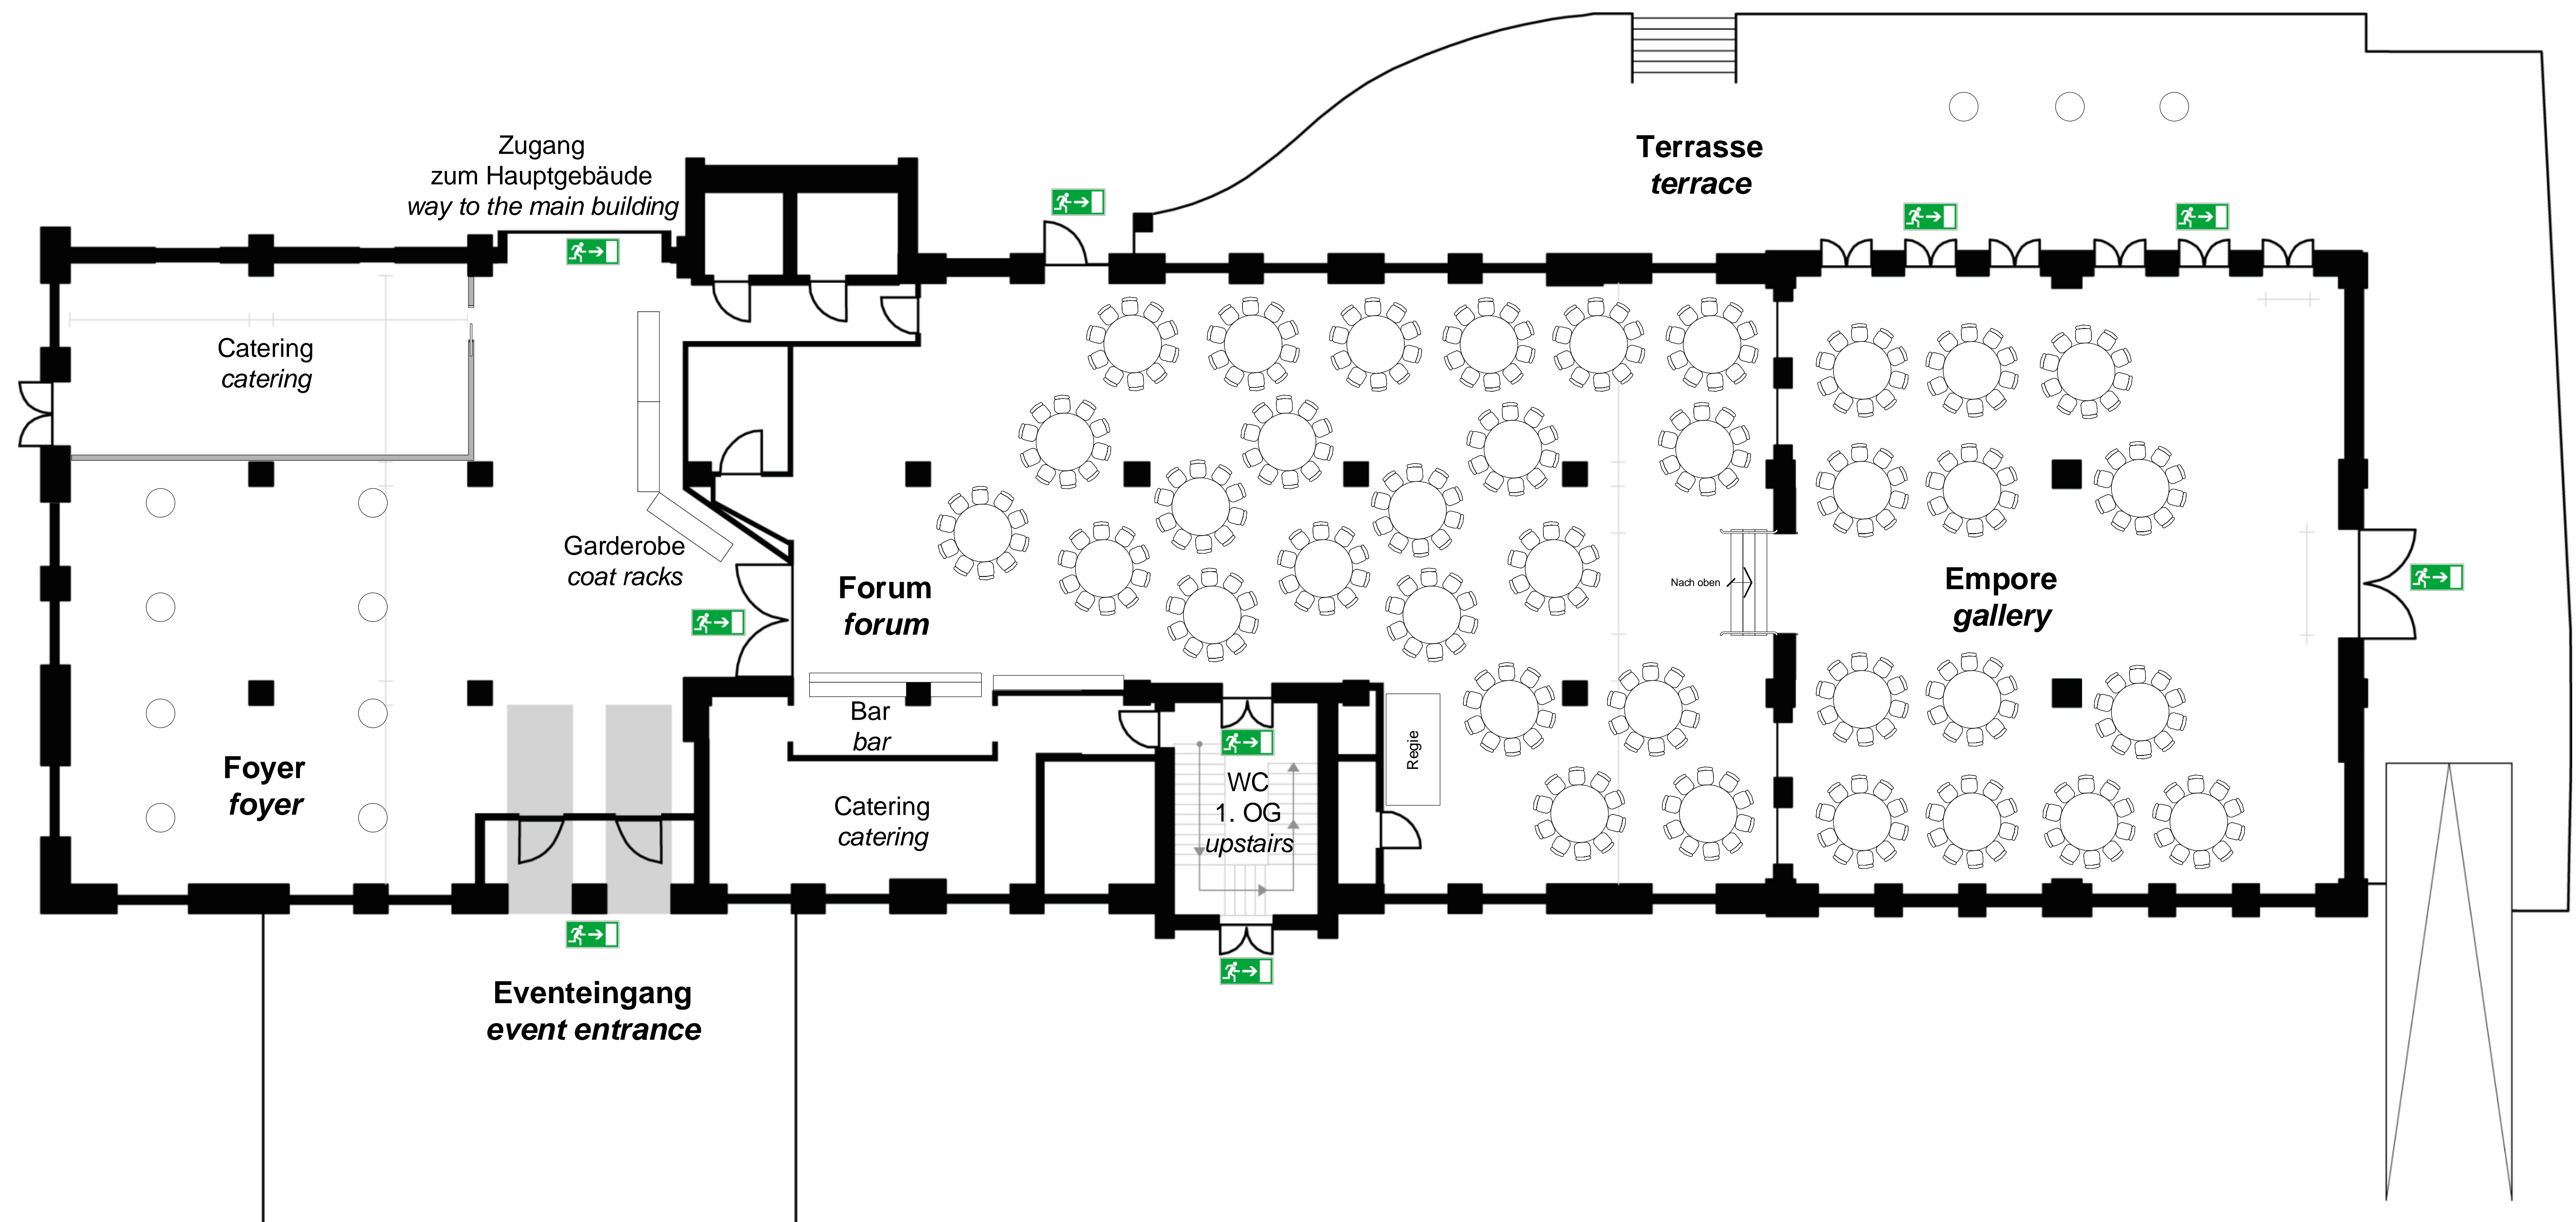 Zugang
zum Hauptgebäude
way to the main building
Terrasse
terrace
Catering
catering
Garderobe
coat racks
Forum
forum
Nach oben
Empore
gallery
Foyer
foyer
Bar
bar
Catering
catering
WC
1. OG
upstairs
Regie
Eventeingang
event entrance